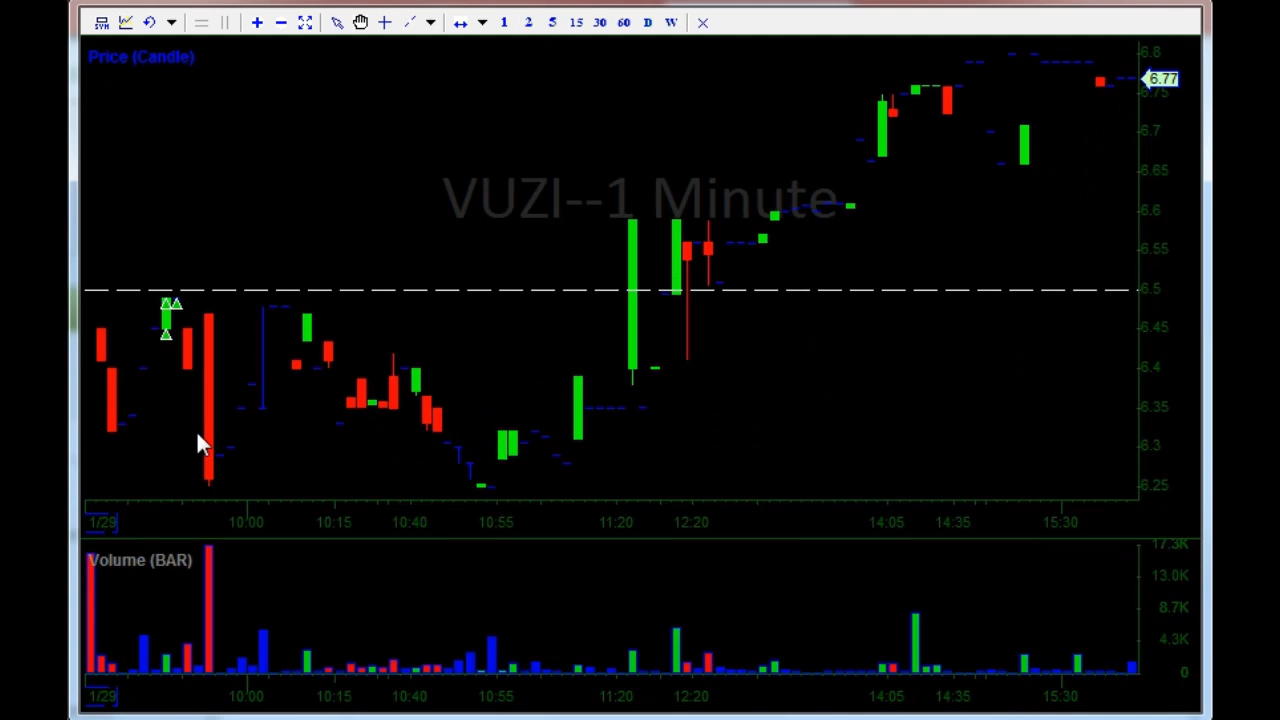 SYM 1 2 5 15 30 60 D W
Price (Candle)
6.8
6.77
6.75
6.7
VUZI--1 Minute
6.65
6.6
6.55
6.5
6.45
6.4
6.35
6.3
6.25
1/29 10:00 10:15 10:40 10:55 11:20 12:20 14:05 14:35 15:30
Volume (BAR)
17.3K
13.0K
8.7K
4.3K
0
1/29 10:00 10:15 10:40 10:55 11:20 12:20 14:05 14:35 15:30